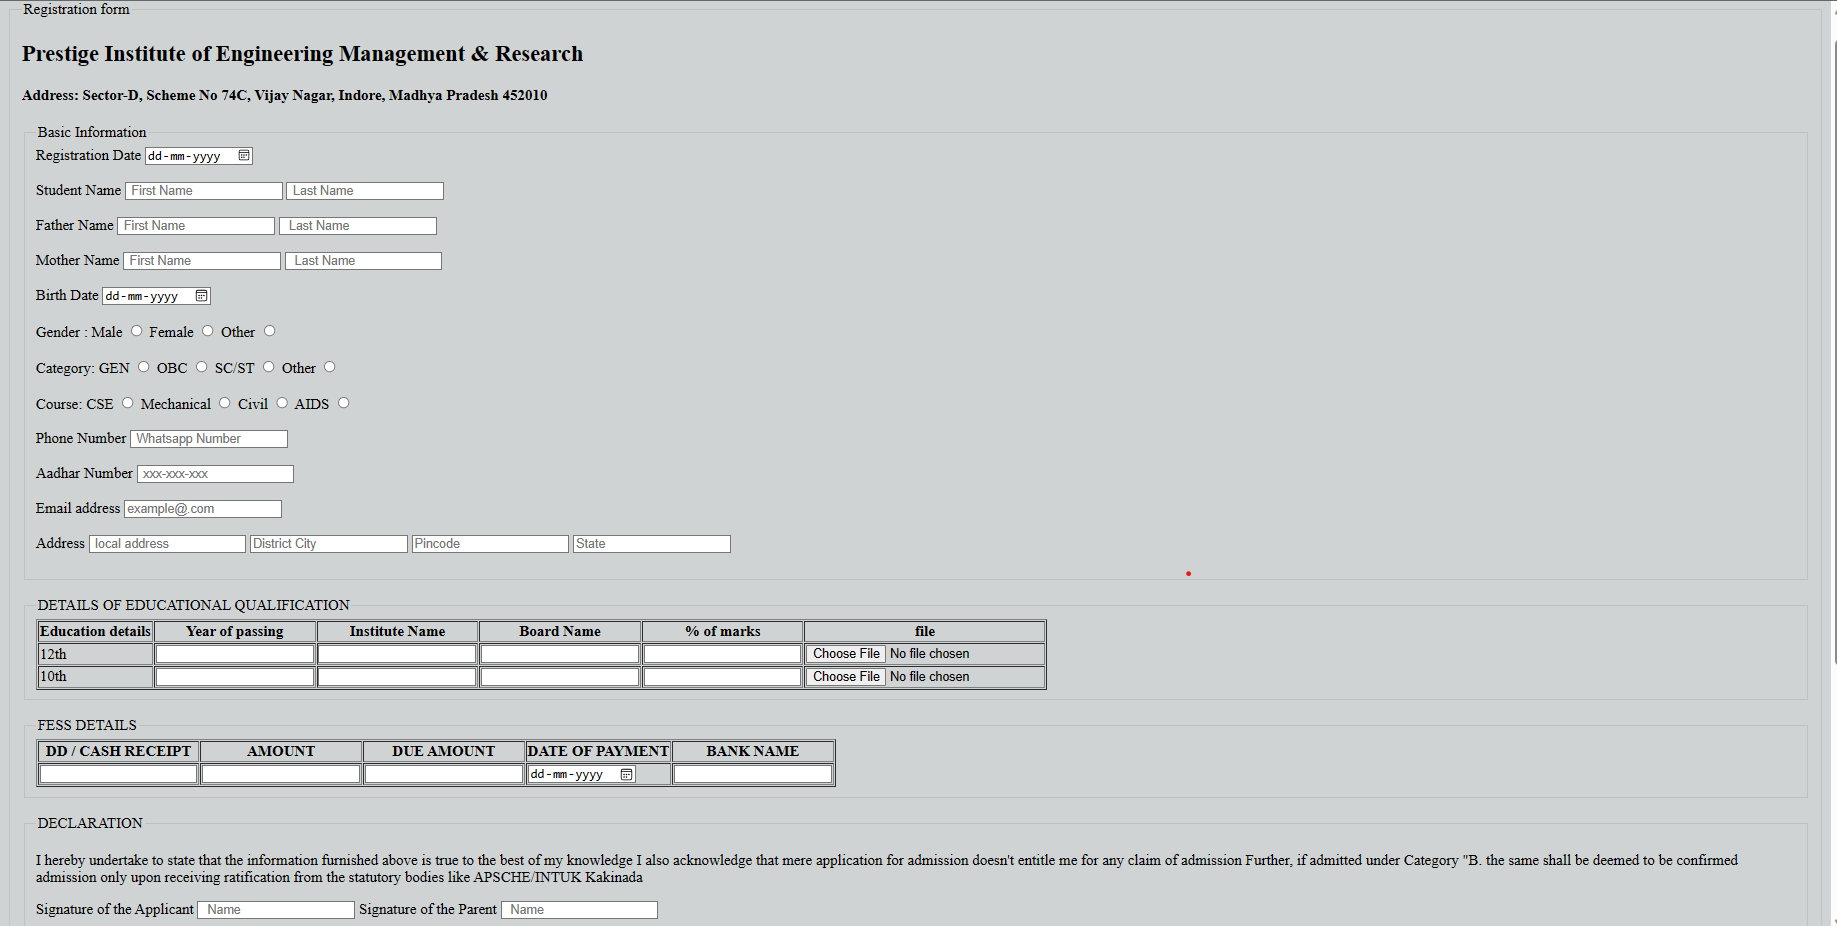 Registration form
Prestige Institute of Engineering Management & Research
Address: Sector-D, Scheme No 74C, Vijay Nagar, Indore, Madhya Pradesh 452010
Basic Information
Registration Date dd-mm-yyyy
Student Name First Name Last Name
Father Name First Name Last Name
Mother Name First Name Last Name
Birth Date dd-mm-yyyy
Gender : Male Female Other
Category: GEN OBC SC/ST Other
Course: CSE Mechanical Civil AIDS
Phone Number Whatsapp Number
Aadhar Number xxx-xxx-xxx
Email address example@.com
Address local address District City Pincode State
DETAILS OF EDUCATIONAL QUALIFICATION
Education details Year of passing Institute Name Board Name % of marks file
12th Choose File No file chosen
10th Choose File No file chosen
FESS DETAILS
DD / CASH RECEIPT AMOUNT DUE AMOUNT DATE OF PAYMENT BANK NAME
dd-mm-yyyy
DECLARATION
I hereby undertake to state that the information furnished above is true to the best of my knowledge I also acknowledge that mere application for admission doesn't entitle me for any claim of admission Further, if admitted under Category "B. the same shall be deemed to be confirmed
admission only upon receiving ratification from the statutory bodies like APSCHE/INTUK Kakinada
Signature of the Applicant Name Signature of the Parent Name